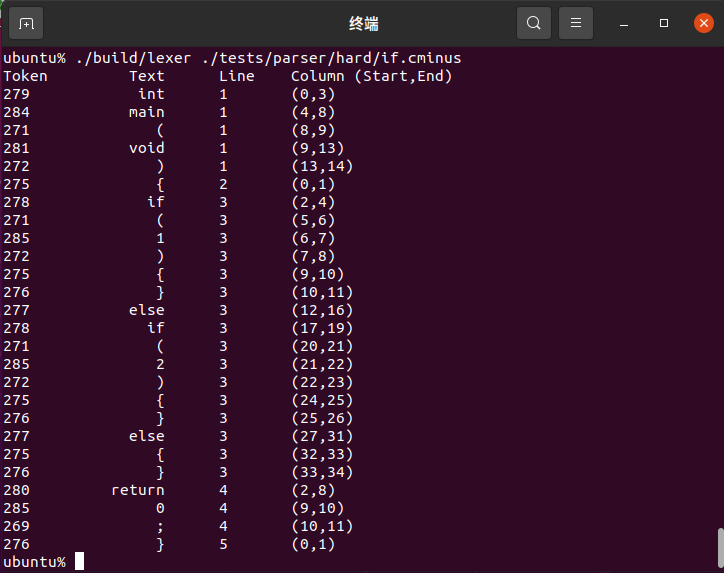 终端
ubuntu% ./build/lexer ./tests/parser/hard/if.cminus
Token Text Line Column (Start,End)
279 int 1 (0,3)
284 main 1 (4,8)
271 ( 1 (8,9)
281 void 1 (9,13)
272 ) 1 (13,14)
275 { 2 (0,1)
278 if 3 (2,4)
271 ( 3 (5,6)
285 1 3 (6,7)
272 ) 3 (7,8)
275 { 3 (9,10)
276 } 3 (10,11)
277 else 3 (12,16)
278 if 3 (17,19)
271 ( 3 (20,21)
285 2 3 (21,22)
272 ) 3 (22,23)
275 { 3 (24,25)
276 } 3 (25,26)
277 else 3 (27,31)
275 { 3 (32,33)
276 } 3 (33,34)
280 return 4 (2,8)
285 0 4 (9,10)
269 ; 4 (10,11)
276 } 5 (0,1)
ubuntu%